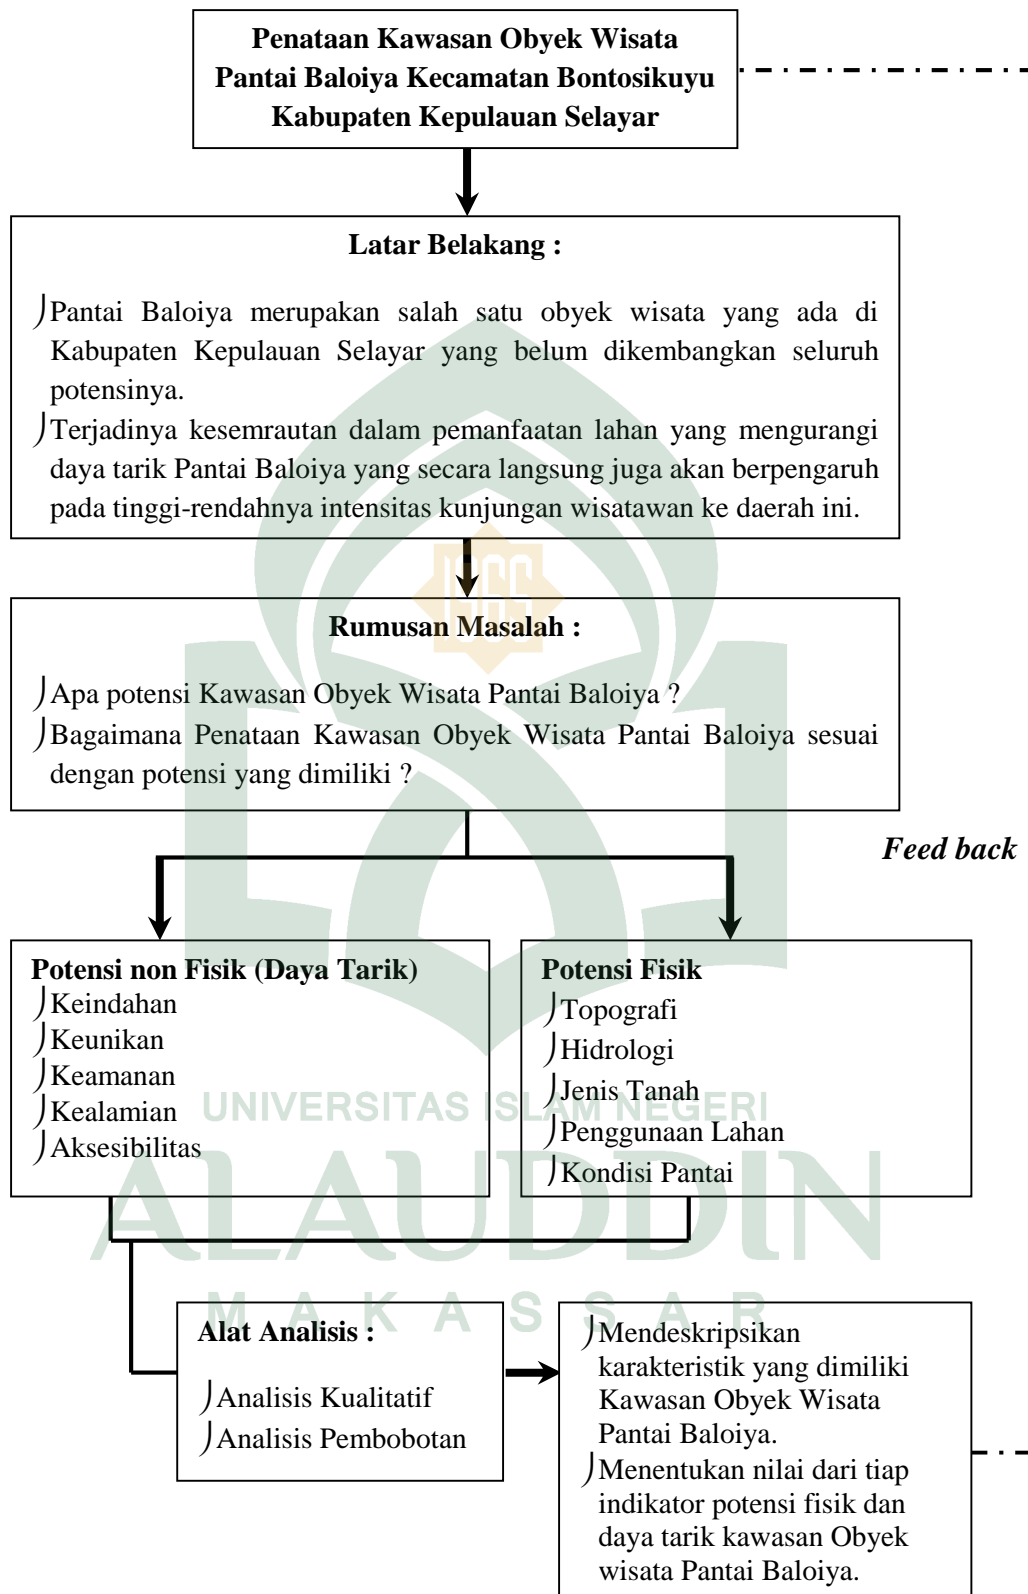 Penataan Kawasan Obyek Wisata
Pantai Baloiya Kecamatan Bontosikuyu
Kabupaten Kepulauan Selayar
Latar Belakang :
Pantai Baloiya merupakan salah satu obyek wisata yang ada di
Kabupaten Kepulauan Selayar yang belum dikembangkan seluruh
potensinya.
Terjadinya kesemrautan dalam pemanfaatan lahan yang mengurangi
daya tarik Pantai Baloiya yang secara langsung juga akan berpengaruh
pada tinggi-rendahnya intensitas kunjungan wisatawan ke daerah ini.
1965
Rumusan Masalah :
Apa potensi Kawasan Obyek Wisata Pantai Baloiya ?
Bagaimana Penataan Kawasan Obyek Wisata Pantai Baloiya sesuai
dengan potensi yang dimiliki ?
Feed back
Potensi non Fisik (Daya Tarik)
Keindahan
Keunikan
Keamanan
Kealamian
Aksesibilitas
Potensi Fisik
Topografi
Hidrologi
Jenis Tanah
Penggunaan Lahan
Kondisi Pantai
UNIVERSITAS ISLAM NEGERI
ALAUDDIN
MAKASSAR
Alat Analisis :
Analisis Kualitatif
Analisis Pembobotan
Mendeskripsikan
karakteristik yang dimiliki
Kawasan Obyek Wisata
Pantai Baloiya.
Menentukan nilai dari tiap
indikator potensi fisik dan
daya tarik kawasan Obyek
wisata Pantai Baloiya.